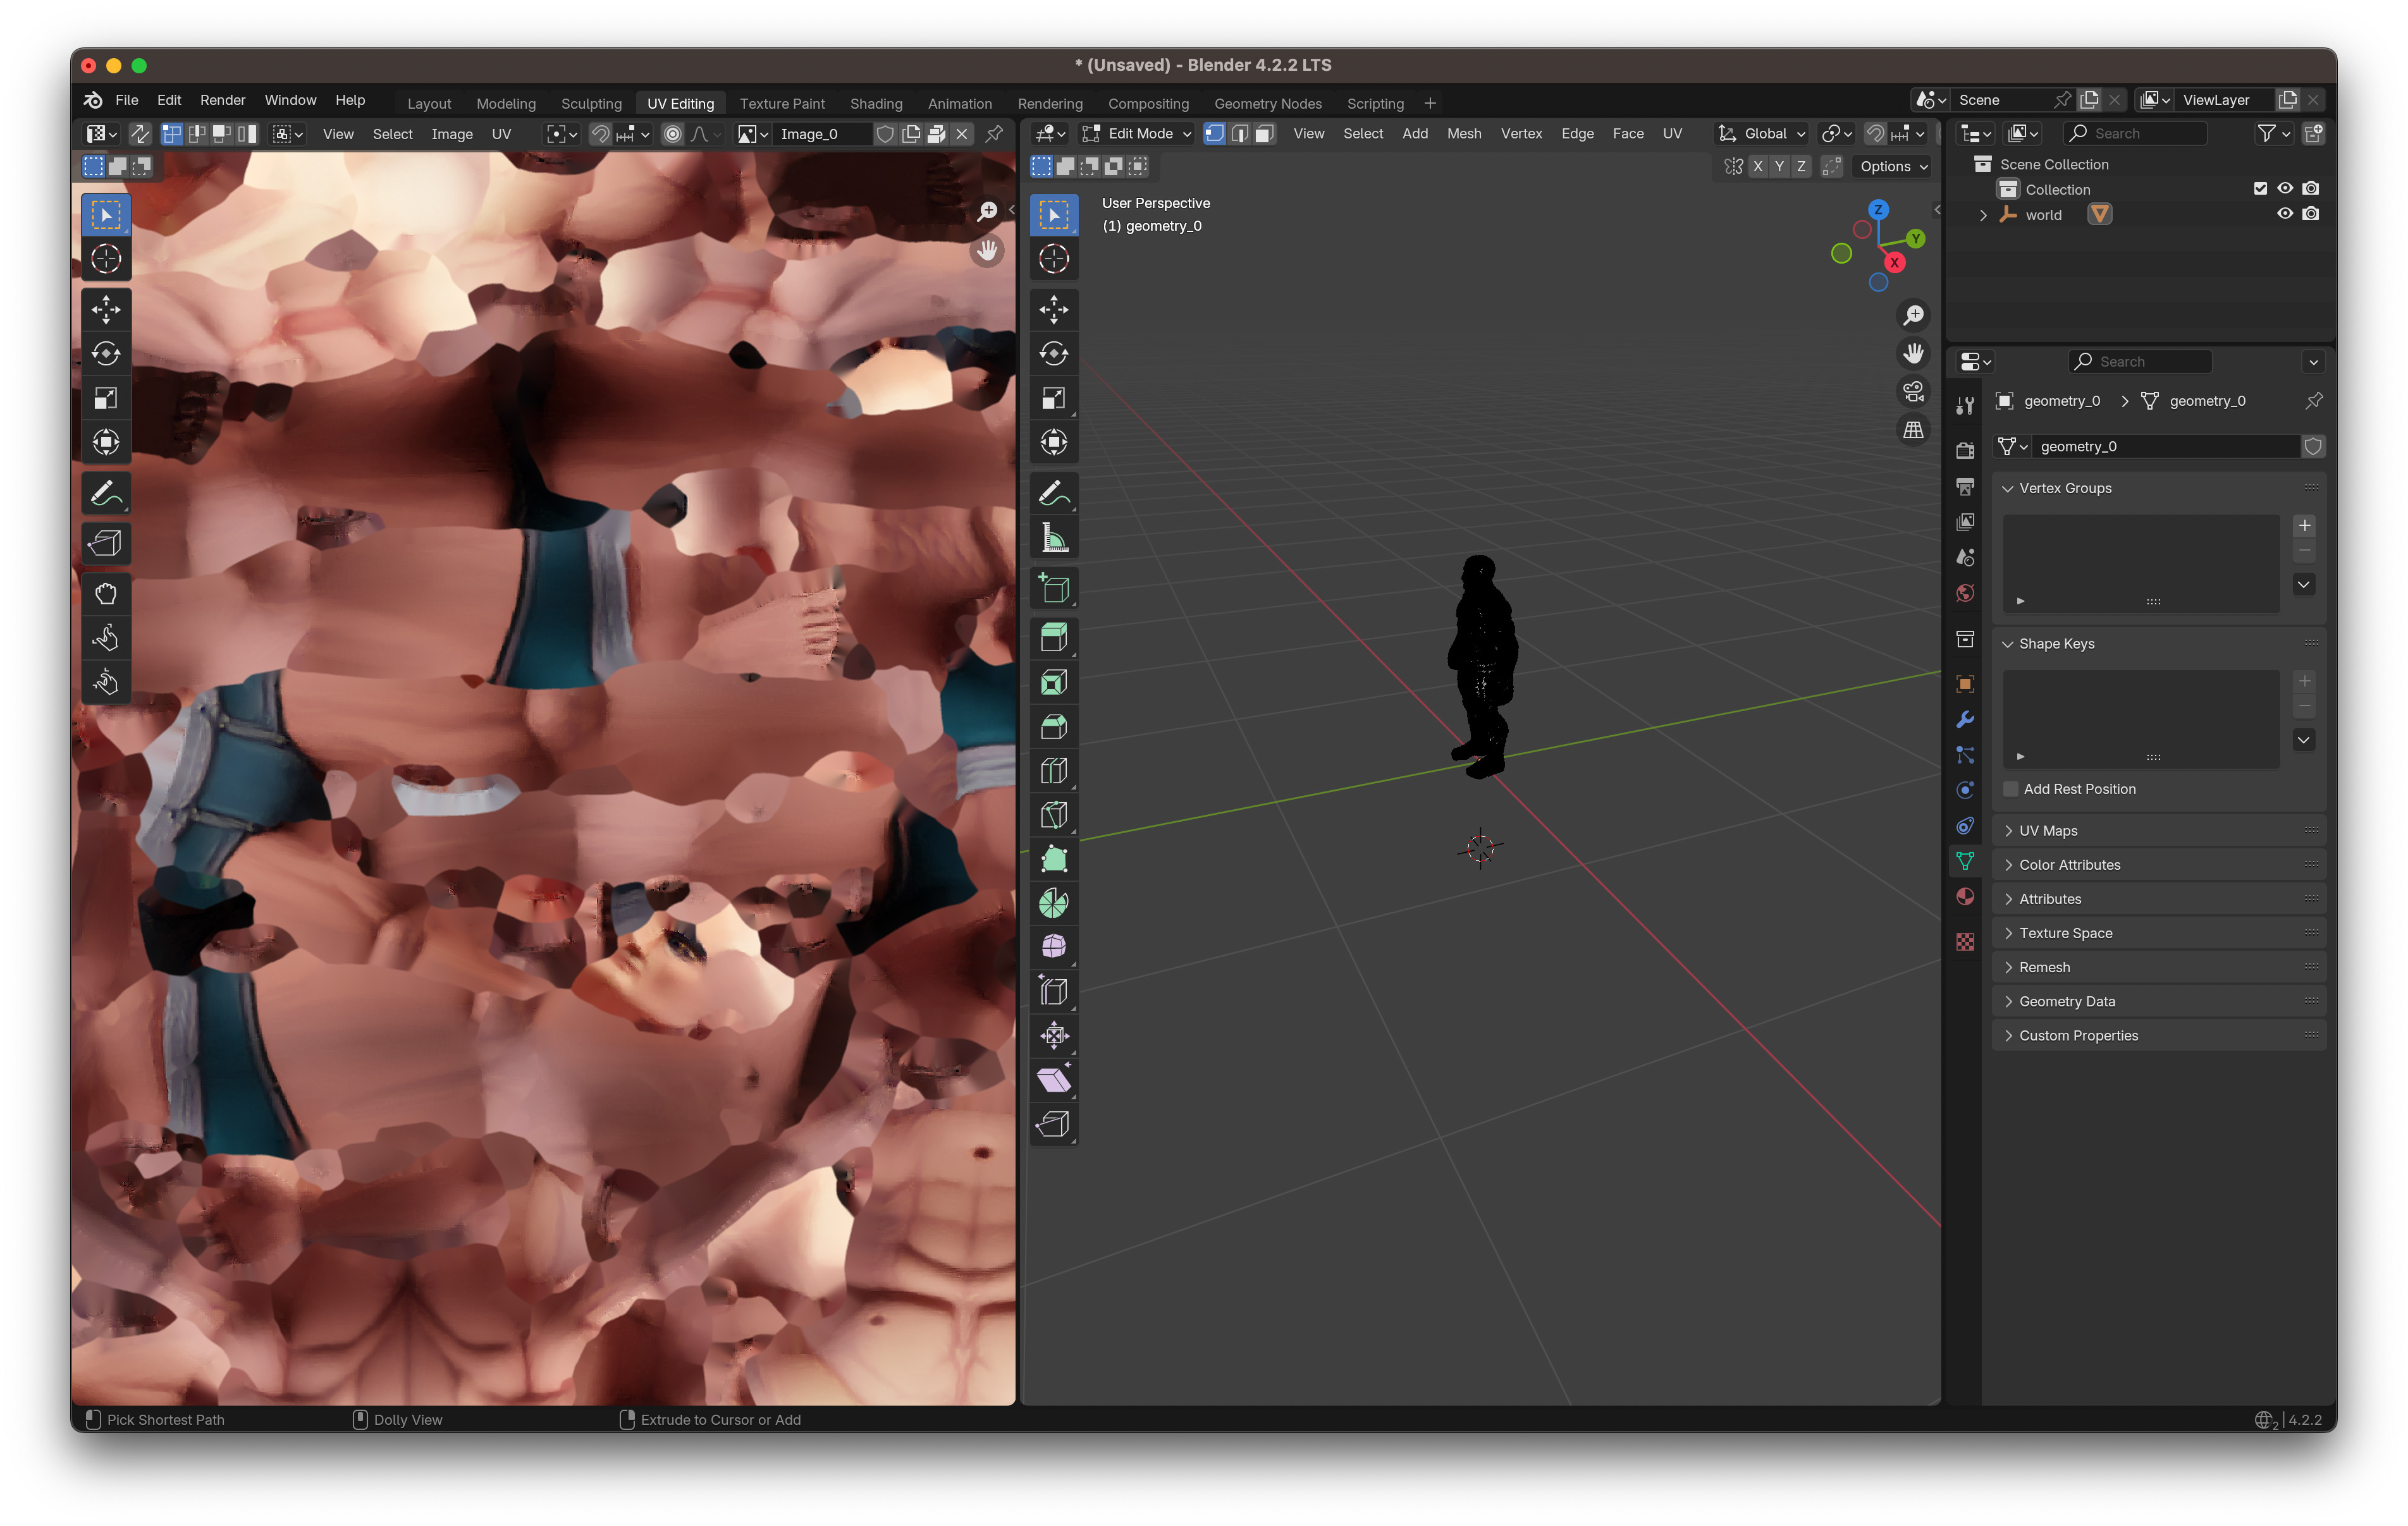 * (Unsaved) - Blender 4.2.2 LTS
File Edit Render Window Help Layout Modeling Sculpting UV Editing Texture Paint Shading Animation Rendering Compositing Geometry Nodes Scripting + Scene ViewLayer
View Select Image UV Image_0
Edit Mode View Select Add Mesh Vertex Edge Face UV Global
X Y Z Options
User Perspective
(1) geometry_0
Z
Y
X
Search
Scene Collection
Collection
world
Search
geometry_0 > geometry_0
geometry_0
Vertex Groups
Shape Keys
Add Rest Position
UV Maps
Color Attributes
Attributes
Texture Space
Remesh
Geometry Data
Custom Properties
Pick Shortest Path Dolly View Extrude to Cursor or Add 2 | 4.2.2